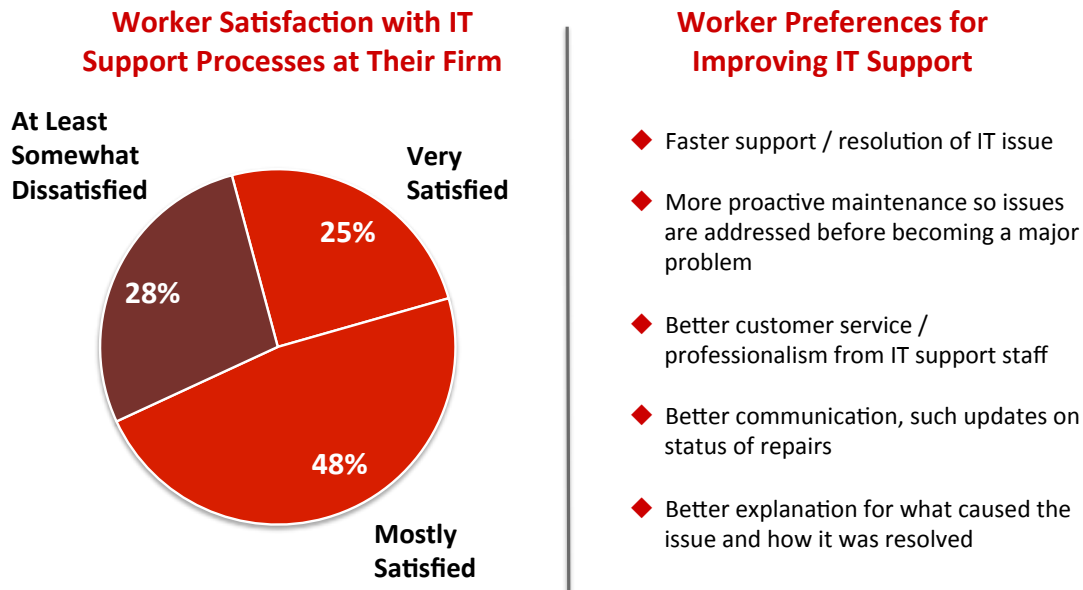 Worker Satisfaction with IT
Support Processes at Their Firm
At Least
Somewhat
Dissatisfied
Very
Satisfied
25%
28%
48%
Mostly
Satisfied
Worker Preferences for
Improving IT Support
Faster support / resolution of IT issue
More proactive maintenance so issues
are addressed before becoming a major
problem
Better customer service /
professionalism from IT support staff
Better communication, such updates on
status of repairs
Better explanation for what caused the
issue and how it was resolved